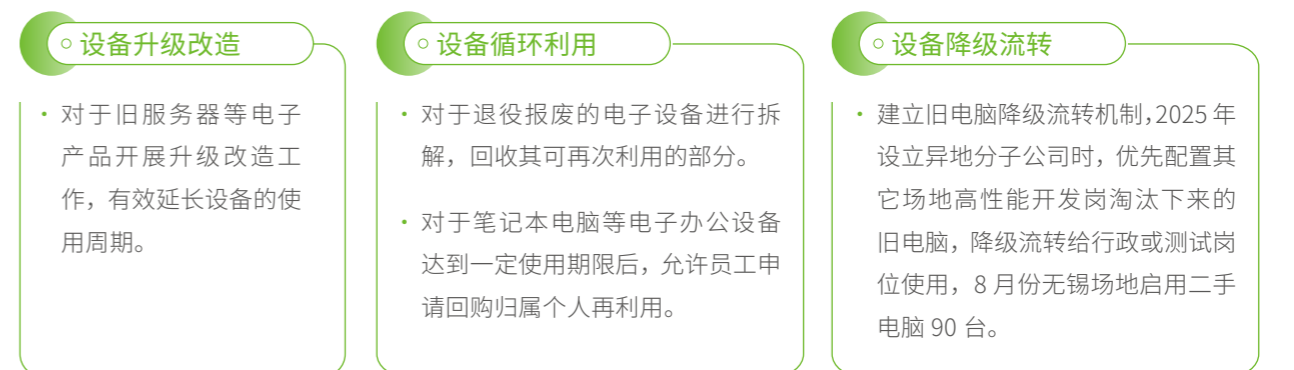 设备升级改造
· 对于旧服务器等电子
产品开展升级改造工
作，有效延长设备的使
用周期。
设备循环利用
· 对于退役报废的电子设备进行拆
解，回收其可再次利用的部分。
· 对于笔记本电脑等电子办公设备
达到一定使用期限后，允许员工申
请回购归属个人再利用。
设备降级流转
· 建立旧电脑降级流转机制，2025 年
设立异地分子公司时，优先配置其
它场地高性能开发岗淘汰下来的
旧电脑，降级流转给行政或测试岗
位使用，8 月份无锡场地启用二手
电脑 90 台。